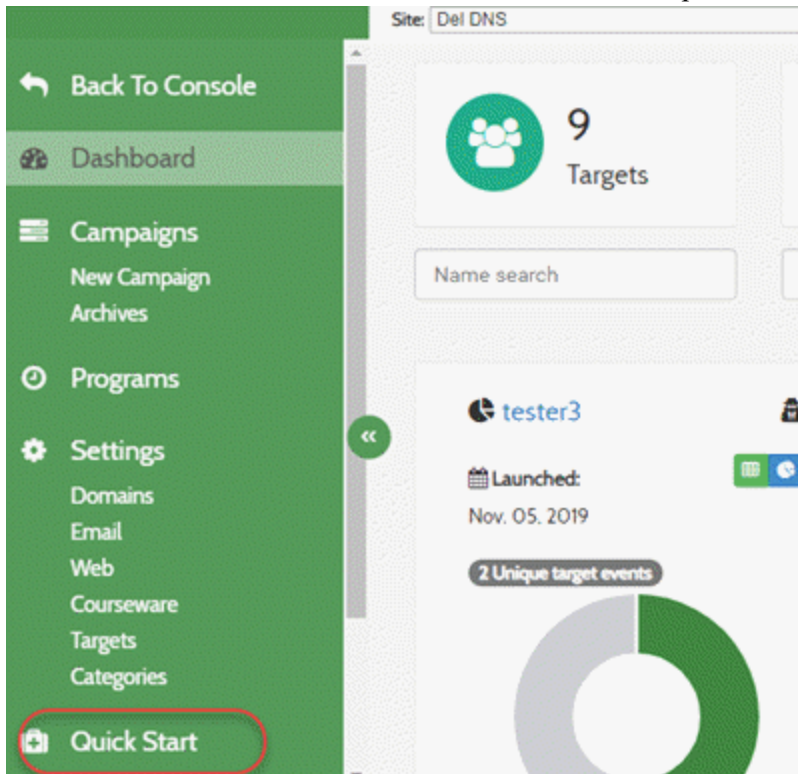 Site: Del DNS
Back To Console
Dashboard
Campaigns
New Campaign
Archives
Programs
Settings
Domains
Email
Web
Courseware
Targets
Categories
Quick Start
9
Targets
Name search
tester3
Launched:
Nov. 05. 2019
2 Unique target events